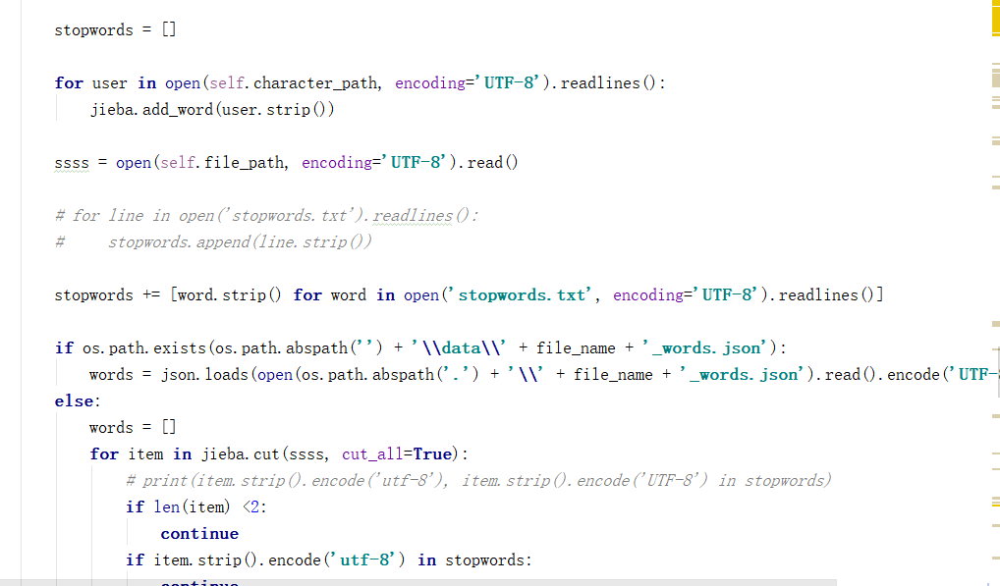 stopwords = []
for user in open(self.character_path, encoding='UTF-8').readlines():
jieba.add_word(user.strip())
ssss = open(self.file_path, encoding='UTF-8').read()
# for line in open('stopwords.txt').readlines():
#     stopwords.append(line.strip())
stopwords += [word.strip() for word in open('stopwords.txt', encoding='UTF-8').readlines()]
if os.path.exists(os.path.abspath('') + '\\data\\' + file_name + '_words.json'):
words = json.loads(open(os.path.abspath('.') + '\\' + file_name + '_words.json').read().encode('UTF-
else:
words = []
for item in jieba.cut(ssss, cut_all=True):
# print(item.strip().encode('utf-8'), item.strip().encode('UTF-8') in stopwords)
if len(item) <2:
continue
if item.strip().encode('utf-8') in stopwords:
continue